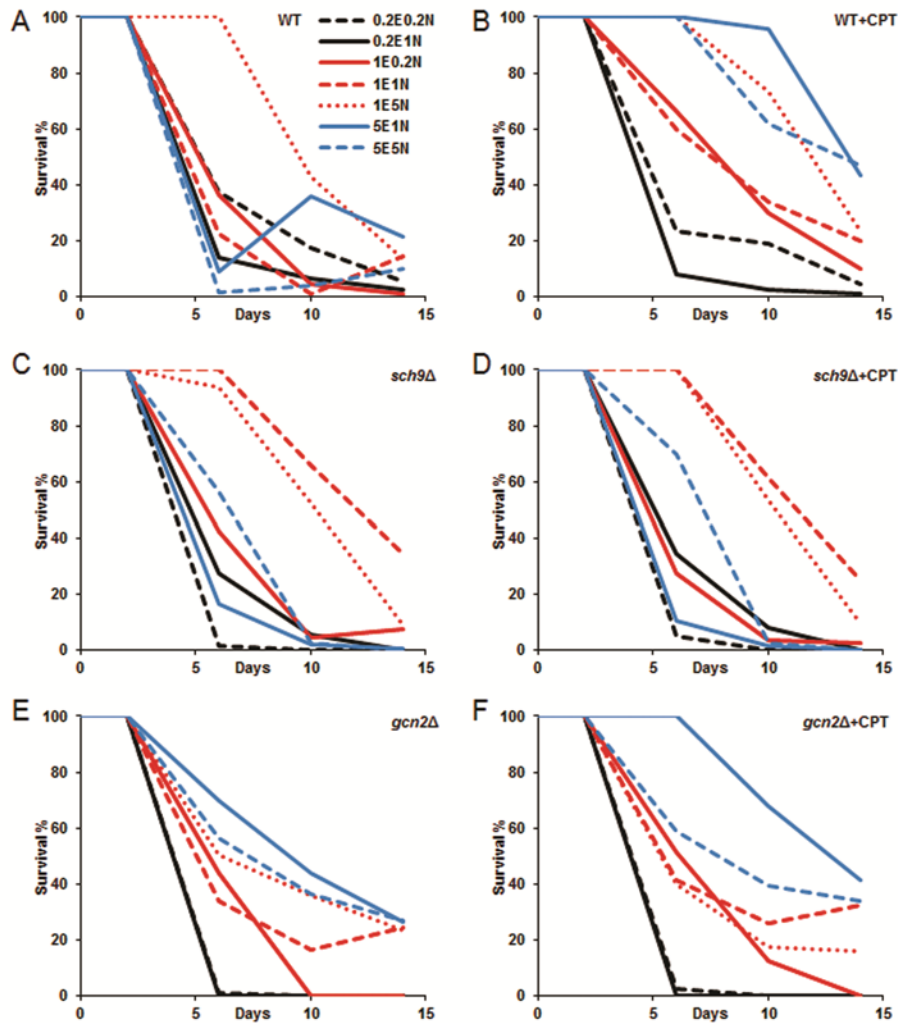 A
WT
100
80
60
40
20
0
Survival %
0 5 Days 10 15
0.2E0.2N
0.2E1N
1E0.2N
1E1N
1E5N
5E1N
5E5N
B
WT+CPT
100
80
60
40
20
0
Survival %
0 5 Days 10 15
C
sch9Δ
100
80
60
40
20
0
Survival %
0 5 Days 10 15
D
sch9Δ+CPT
100
80
60
40
20
0
Survival %
0 5 Days 10 15
E
gcn2Δ
100
80
60
40
20
0
Survival %
0 5 Days 10 15
F
gcn2Δ+CPT
100
80
60
40
20
0
Survival %
0 5 Days 10 15